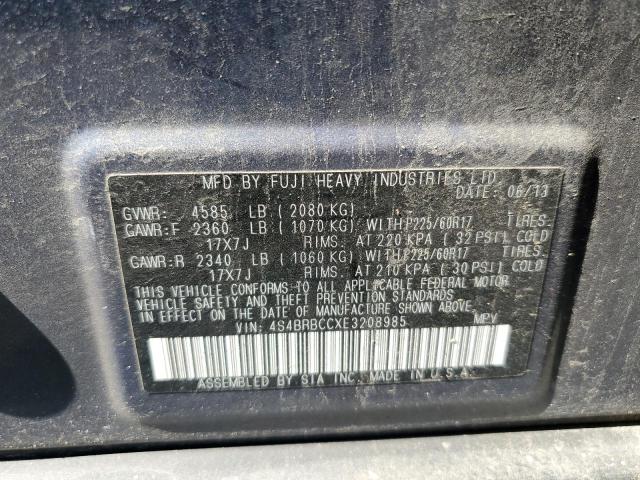 MFD BY FUJI HEAVY INDUSTRIES LTD.
DATE: 06/13
GVWR: 4585 LB (2080 KG)
GAWR:F 2360 LB (1070 KG) WITH P225/60R17 TIRES.
17X7J RIMS. AT 220 KPA (32 PSI) COLD
GAWR:R 2340 LB (1060 KG) WITH P225/60R17 TIRES.
17X7J RIMS. AT 210 KPA (30 PSI) COLD
THIS VEHICLE CONFORMS TO ALL APPLICABLE FEDERAL MOTOR
VEHICLE SAFETY AND THEFT PREVENTION STANDARDS
IN EFFECT ON THE DATE OF MANUFACTURE SHOWN ABOVE.
VIN: 4S4BRBCCXE3208985 MPV
ASSEMBLED BY SIA INC. MADE IN U.S.A.